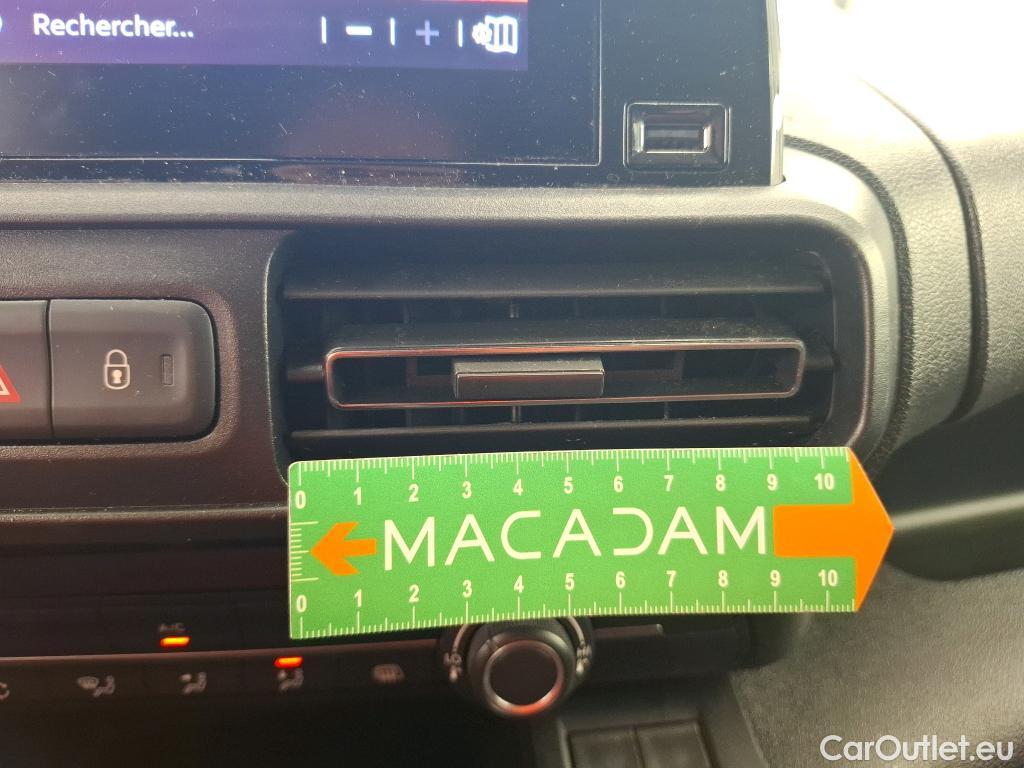 Rechercher...
0 1 2 3 4 5 6 7 8 9 10
MACADAM
0 1 2 3 4 5 6 7 8 9 10
A/C
CarOutlet.eu